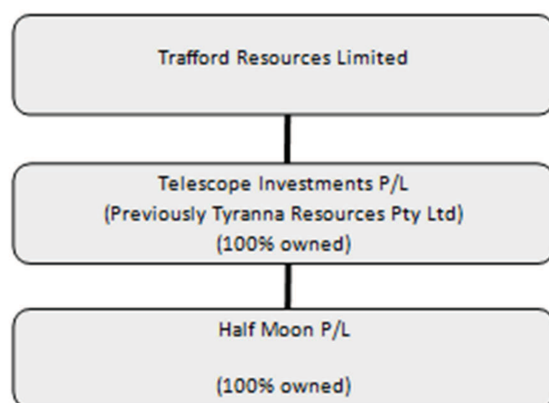 Trafford Resources Limited
Telescope Investments P/L
(Previously Tyranna Resources Pty Ltd)
(100% owned)
Half Moon P/L
(100% owned)